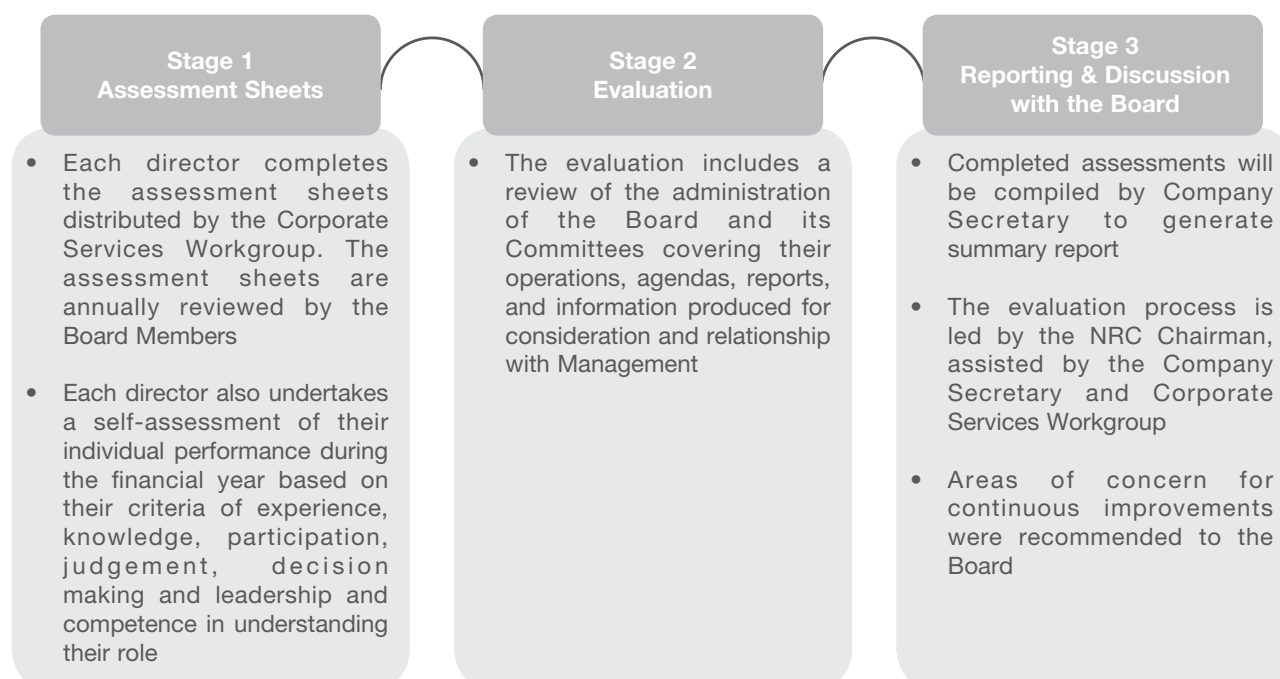 Stage 1
Assessment Sheets
• Each director completes
the assessment sheets
distributed by the Corporate
Services Workgroup. The
assessment sheets are
annually reviewed by the
Board Members
• Each director also undertakes
a self-assessment of their
individual performance during
the financial year based on
their criteria of experience,
knowledge, participation,
judgement, decision
making and leadership and
competence in understanding
their role
Stage 2
Evaluation
• The evaluation includes a
review of the administration
of the Board and its
Committees covering their
operations, agendas, reports,
and information produced for
consideration and relationship
with Management
Stage 3
Reporting & Discussion
with the Board
• Completed assessments will
be compiled by Company
Secretary to generate
summary report
• The evaluation process is
led by the NRC Chairman,
assisted by the Company
Secretary and Corporate
Services Workgroup
• Areas of concern for
continuous improvements
were recommended to the
Board